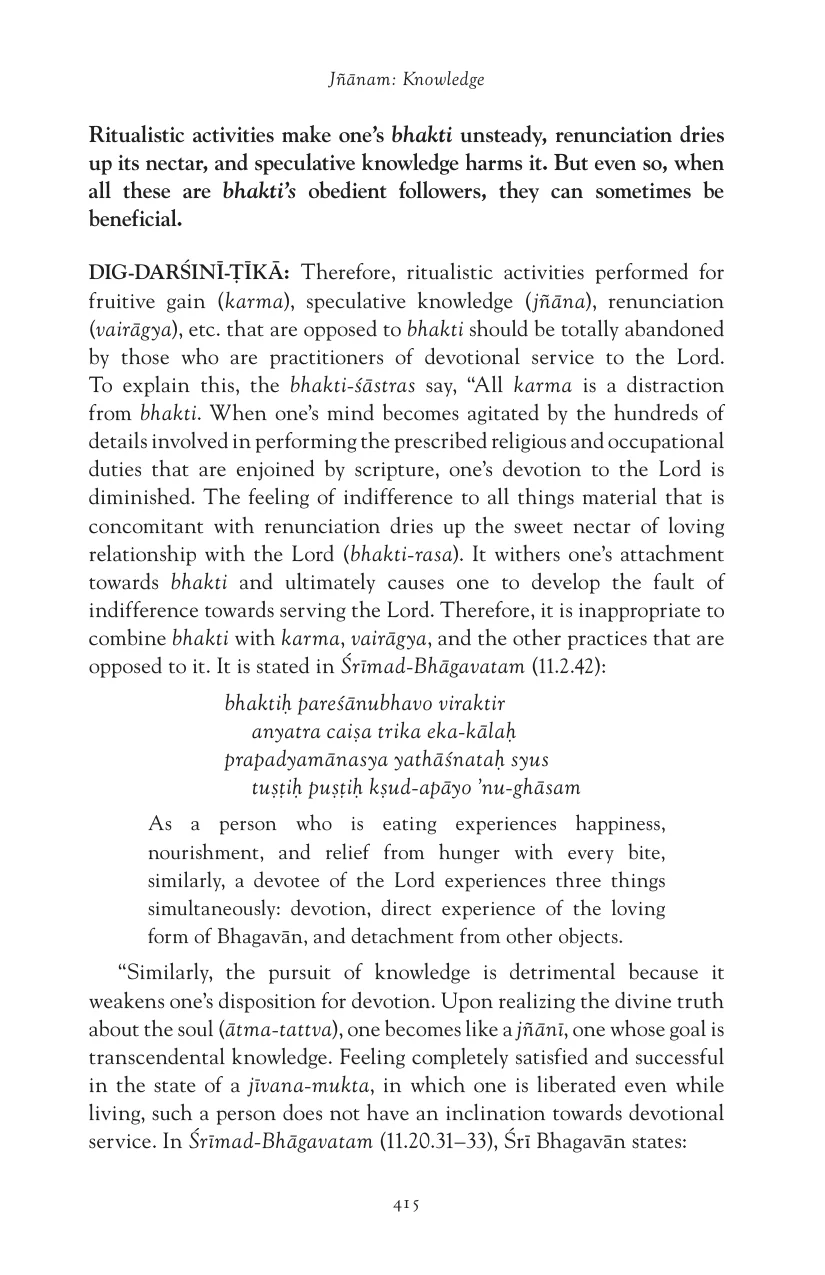 Jñānam: Knowledge
Ritualistic activities make one’s bhakti unsteady, renunciation dries
up its nectar, and speculative knowledge harms it. But even so, when
all these are bhakti’s obedient followers, they can sometimes be
beneficial.
DIG-DARŚINĪ-ṬĪKĀ: Therefore, ritualistic activities performed for
fruitive gain (karma), speculative knowledge (jñāna), renunciation
(vairāgya), etc. that are opposed to bhakti should be totally abandoned
by those who are practitioners of devotional service to the Lord.
To explain this, the bhakti-śāstras say, “All karma is a distraction
from bhakti. When one’s mind becomes agitated by the hundreds of
details involved in performing the prescribed religious and occupational
duties that are enjoined by scripture, one’s devotion to the Lord is
diminished. The feeling of indifference to all things material that is
concomitant with renunciation dries up the sweet nectar of loving
relationship with the Lord (bhakti-rasa). It withers one’s attachment
towards bhakti and ultimately causes one to develop the fault of
indifference towards serving the Lord. Therefore, it is inappropriate to
combine bhakti with karma, vairāgya, and the other practices that are
opposed to it. It is stated in Śrīmad-Bhāgavatam (11.2.42):
bhaktiḥ pareśānubhavo viraktir
anyatra caiṣa trika eka-kālaḥ
prapadyamānasya yathāśnataḥ syus
tuṣṭiḥ puṣṭiḥ kṣud-apāyo ’nu-ghāsam
As a person who is eating experiences happiness,
nourishment, and relief from hunger with every bite,
similarly, a devotee of the Lord experiences three things
simultaneously: devotion, direct experience of the loving
form of Bhagavān, and detachment from other objects.
“Similarly, the pursuit of knowledge is detrimental because it
weakens one’s disposition for devotion. Upon realizing the divine truth
about the soul (ātma-tattva), one becomes like a jñānī, one whose goal is
transcendental knowledge. Feeling completely satisfied and successful
in the state of a jīvana-mukta, in which one is liberated even while
living, such a person does not have an inclination towards devotional
service. In Śrīmad-Bhāgavatam (11.20.31–33), Śrī Bhagavān states:
415